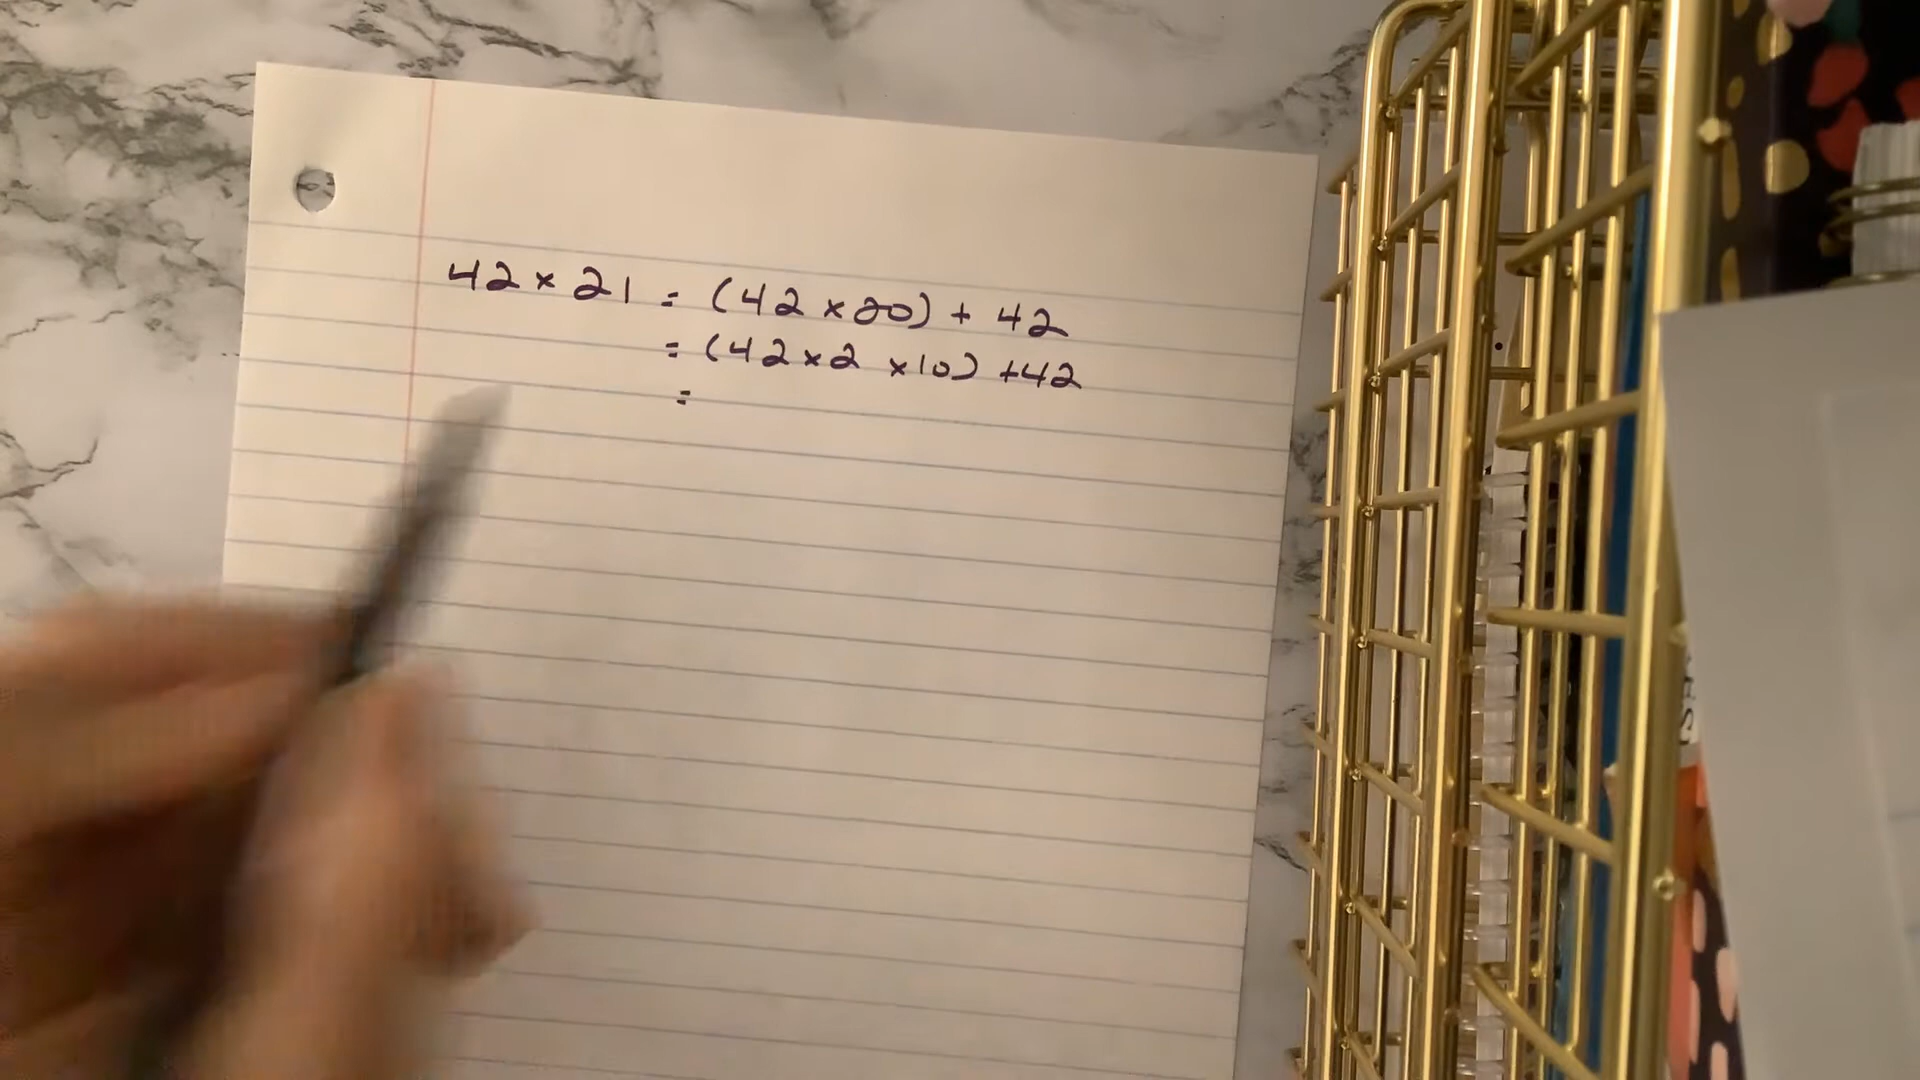 42 × 21 = (42 × 20) + 42
= (42 × 2 × 10) + 42
=